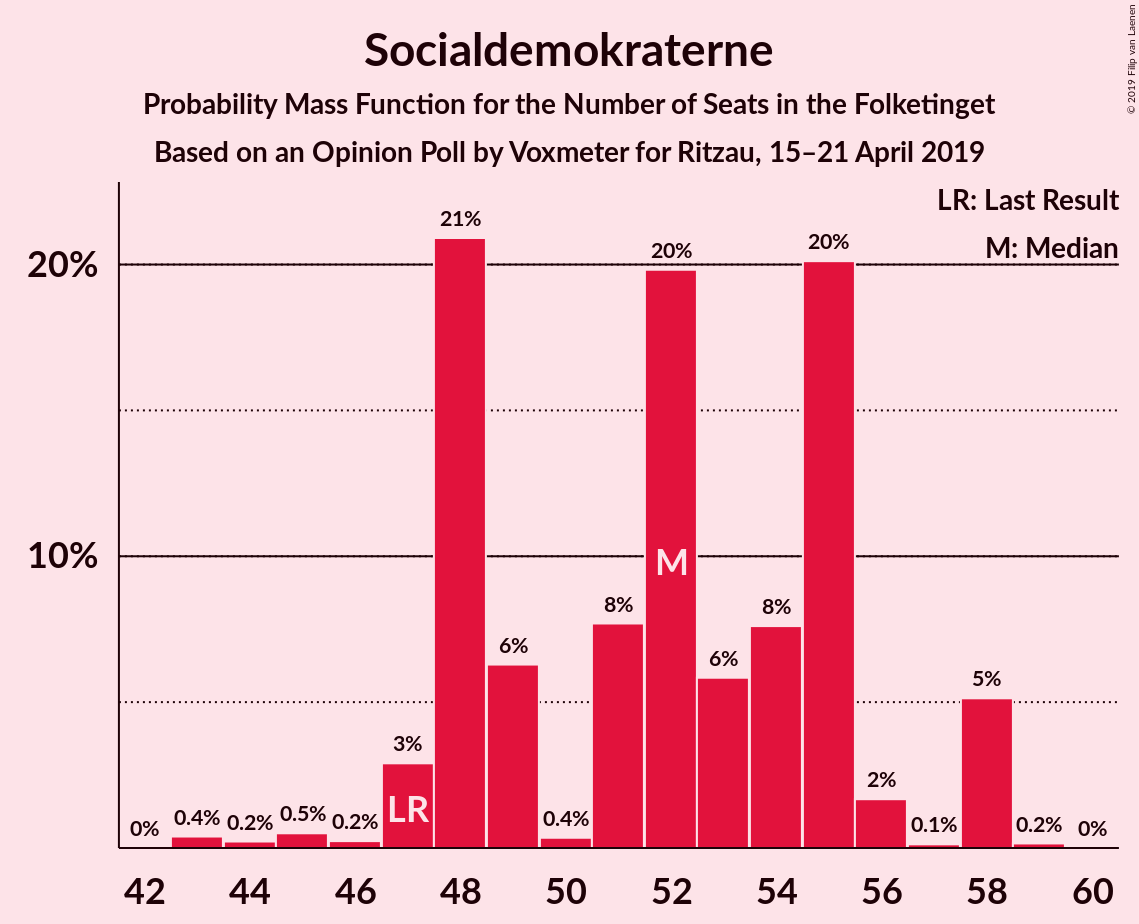 Socialdemokraterne
Probability Mass Function for the Number of Seats in the Folketinget
Based on an Opinion Poll by Voxmeter for Ritzau, 15–21 April 2019
© 2019 Filip van Laenen
LR: Last Result
M: Median
20%
10%
0%
0.4%
0.2%
0.5%
0.2%
3%
21%
6%
0.4%
8%
20%
6%
8%
20%
2%
0.1%
5%
0.2%
0%
LR
M
42 44 46 48 50 52 54 56 58 60